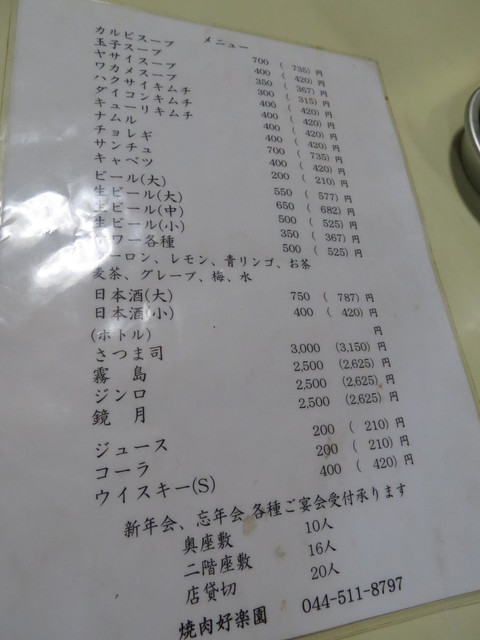 メニュー
カルビスープ 700 ( 735) 円
玉子スープ 400 ( 420) 円
ヤサイスープ 350 ( 367) 円
ワカメスープ 300 ( 315) 円
ハクサイキムチ 400 ( 420) 円
ダイコンキムチ 400 ( 420) 円
キューリキムチ 400 ( 420) 円
ナムル 400 ( 420) 円
チョレギ 700 ( 735) 円
サンチュ 400 ( 420) 円
キャベツ 200 ( 210) 円
ビール(大) 550 ( 577) 円
生ビール(大) 650 ( 682) 円
生ビール(中) 500 ( 525) 円
生ビール(小) 350 ( 367) 円
サワー各種 500 ( 525) 円
ウーロン、レモン、青リンゴ、お茶
麦茶、グレープ、梅、水
日本酒(大) 750 ( 787) 円
日本酒(小) 400 ( 420) 円
(ボトル) 円
さつま司 3,000 (3,150) 円
霧島 2,500 (2,625) 円
ジンロ 2,500 (2,625) 円
鏡月 2,500 (2,625) 円
ジュース 200 ( 210) 円
コーラ 200 ( 210) 円
ウイスキー(S) 400 ( 420) 円
新年会、忘年会 各種ご宴会受付承ります
奥座敷 10人
二階座敷 16人
店貸切 20人
焼肉好楽園 044-511-8797